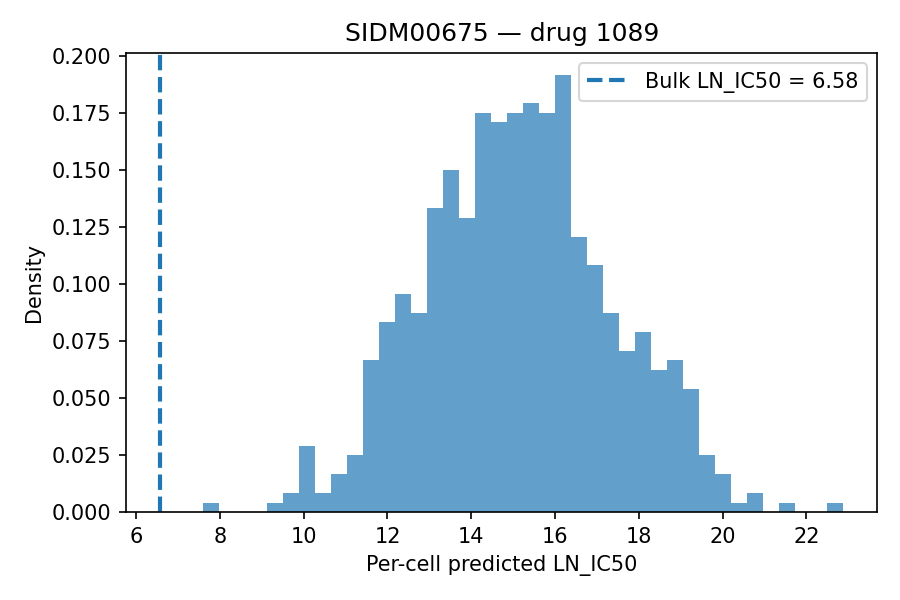 SIDM00675 — drug 1089
Bulk LN_IC50 = 6.58
0.200
0.175
0.150
0.125
0.100
0.075
0.050
0.025
0.000
Density
6 8 10 12 14 16 18 20 22
Per-cell predicted LN_IC50